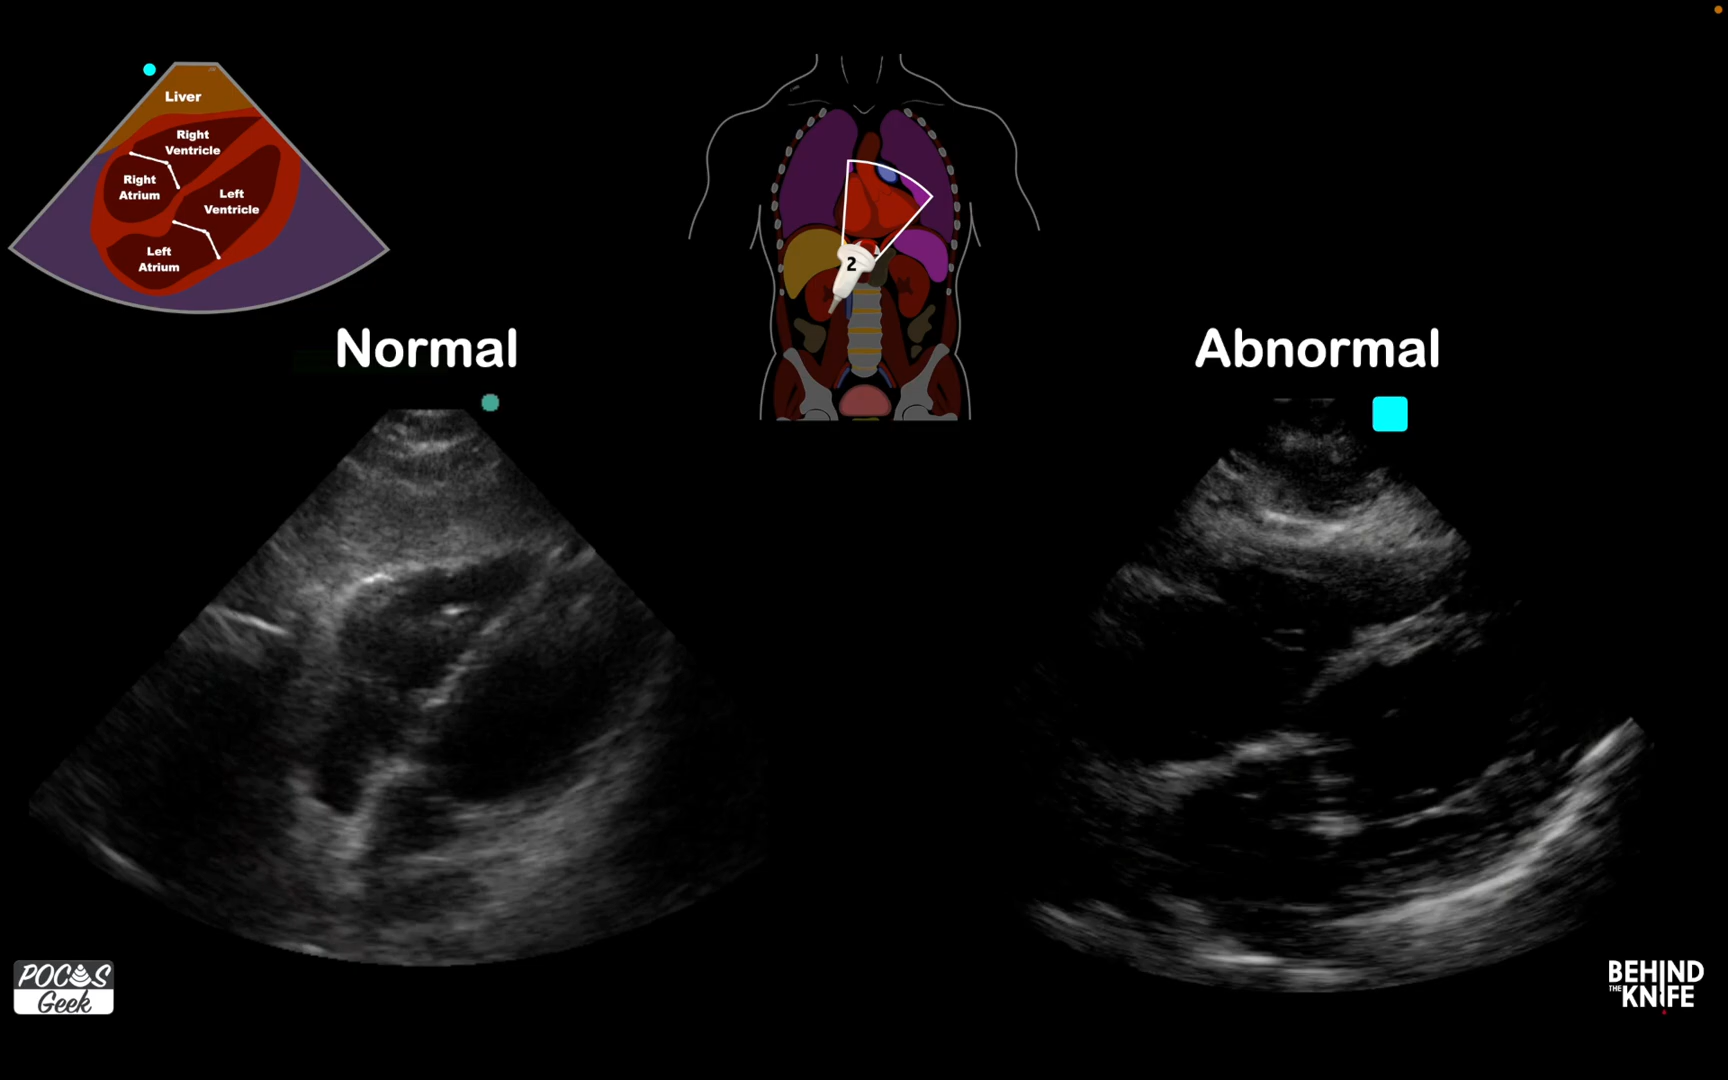 Liver
Right
Ventricle
Right
Atrium
Left
Ventricle
Left
Atrium
2
Normal
Abnormal
POCUS
Geek
BEHIND
THE KNIFE